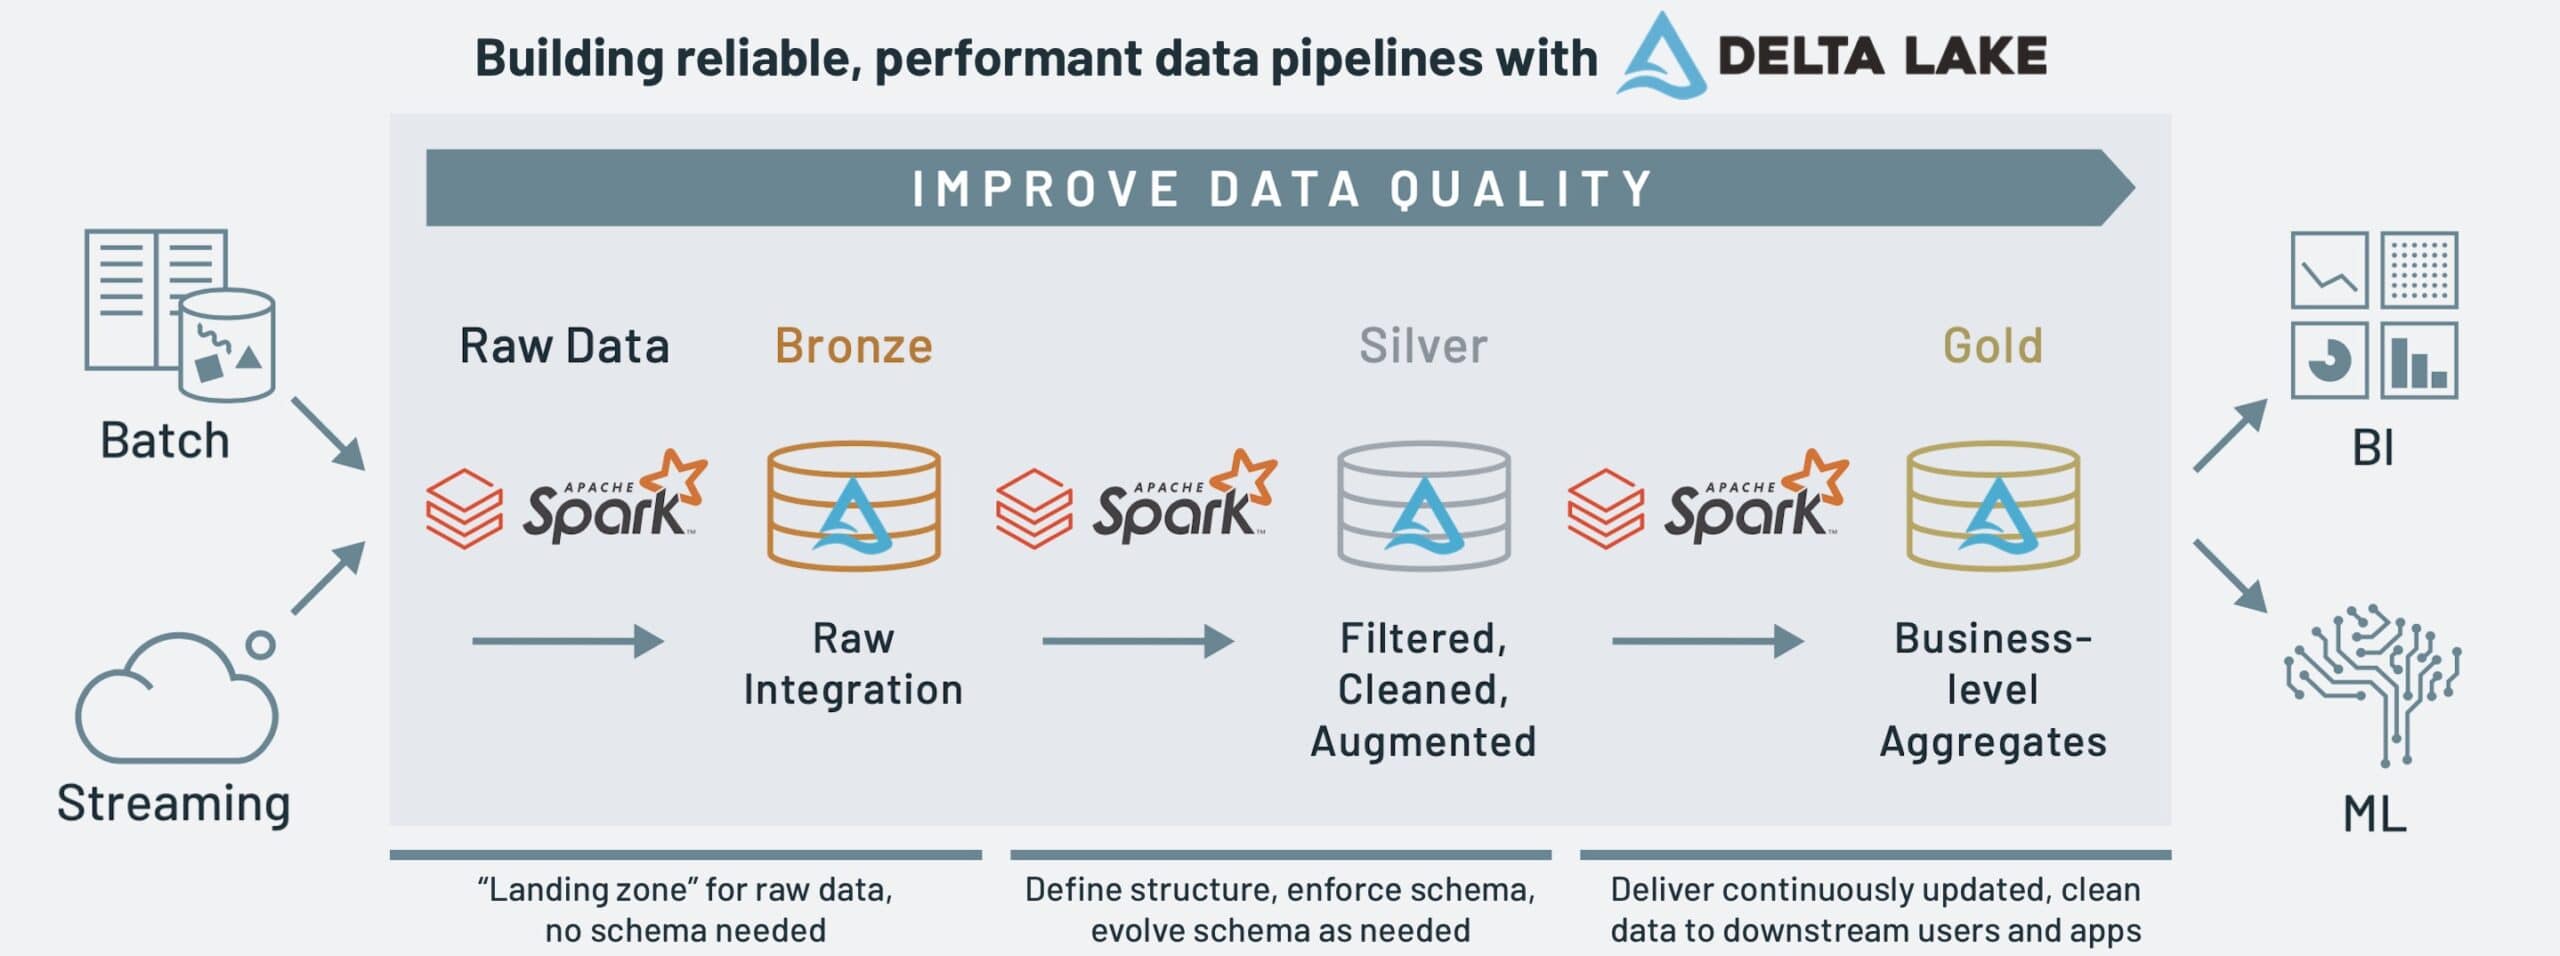 Building reliable, performant data pipelines with DELTA LAKE
IMPROVE DATA QUALITY
Batch
Streaming
Raw Data
Bronze
Silver
Gold
APACHE
Spark™
APACHE
Spark™
APACHE
Spark™
Raw
Integration
Filtered,
Cleaned,
Augmented
Business-
level
Aggregates
BI
ML
“Landing zone” for raw data,
no schema needed
Define structure, enforce schema,
evolve schema as needed
Deliver continuously updated, clean
data to downstream users and apps